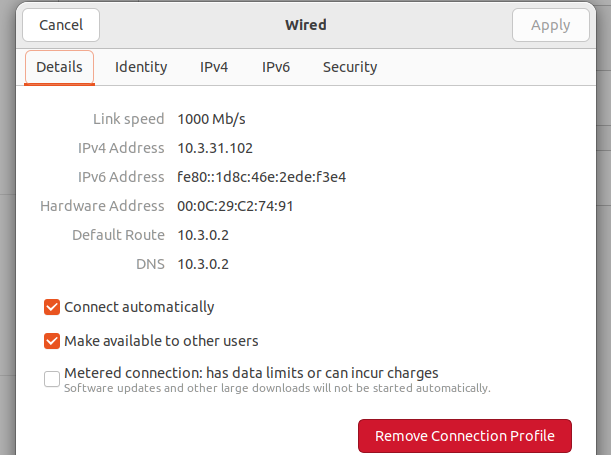 Cancel Wired Apply
Details Identity IPv4 IPv6 Security
Link speed 1000 Mb/s
IPv4 Address 10.3.31.102
IPv6 Address fe80::1d8c:46e:2ede:f3e4
Hardware Address 00:0C:29:C2:74:91
Default Route 10.3.0.2
DNS 10.3.0.2
Connect automatically
Make available to other users
Metered connection: has data limits or can incur charges
Software updates and other large downloads will not be started automatically.
Remove Connection Profile